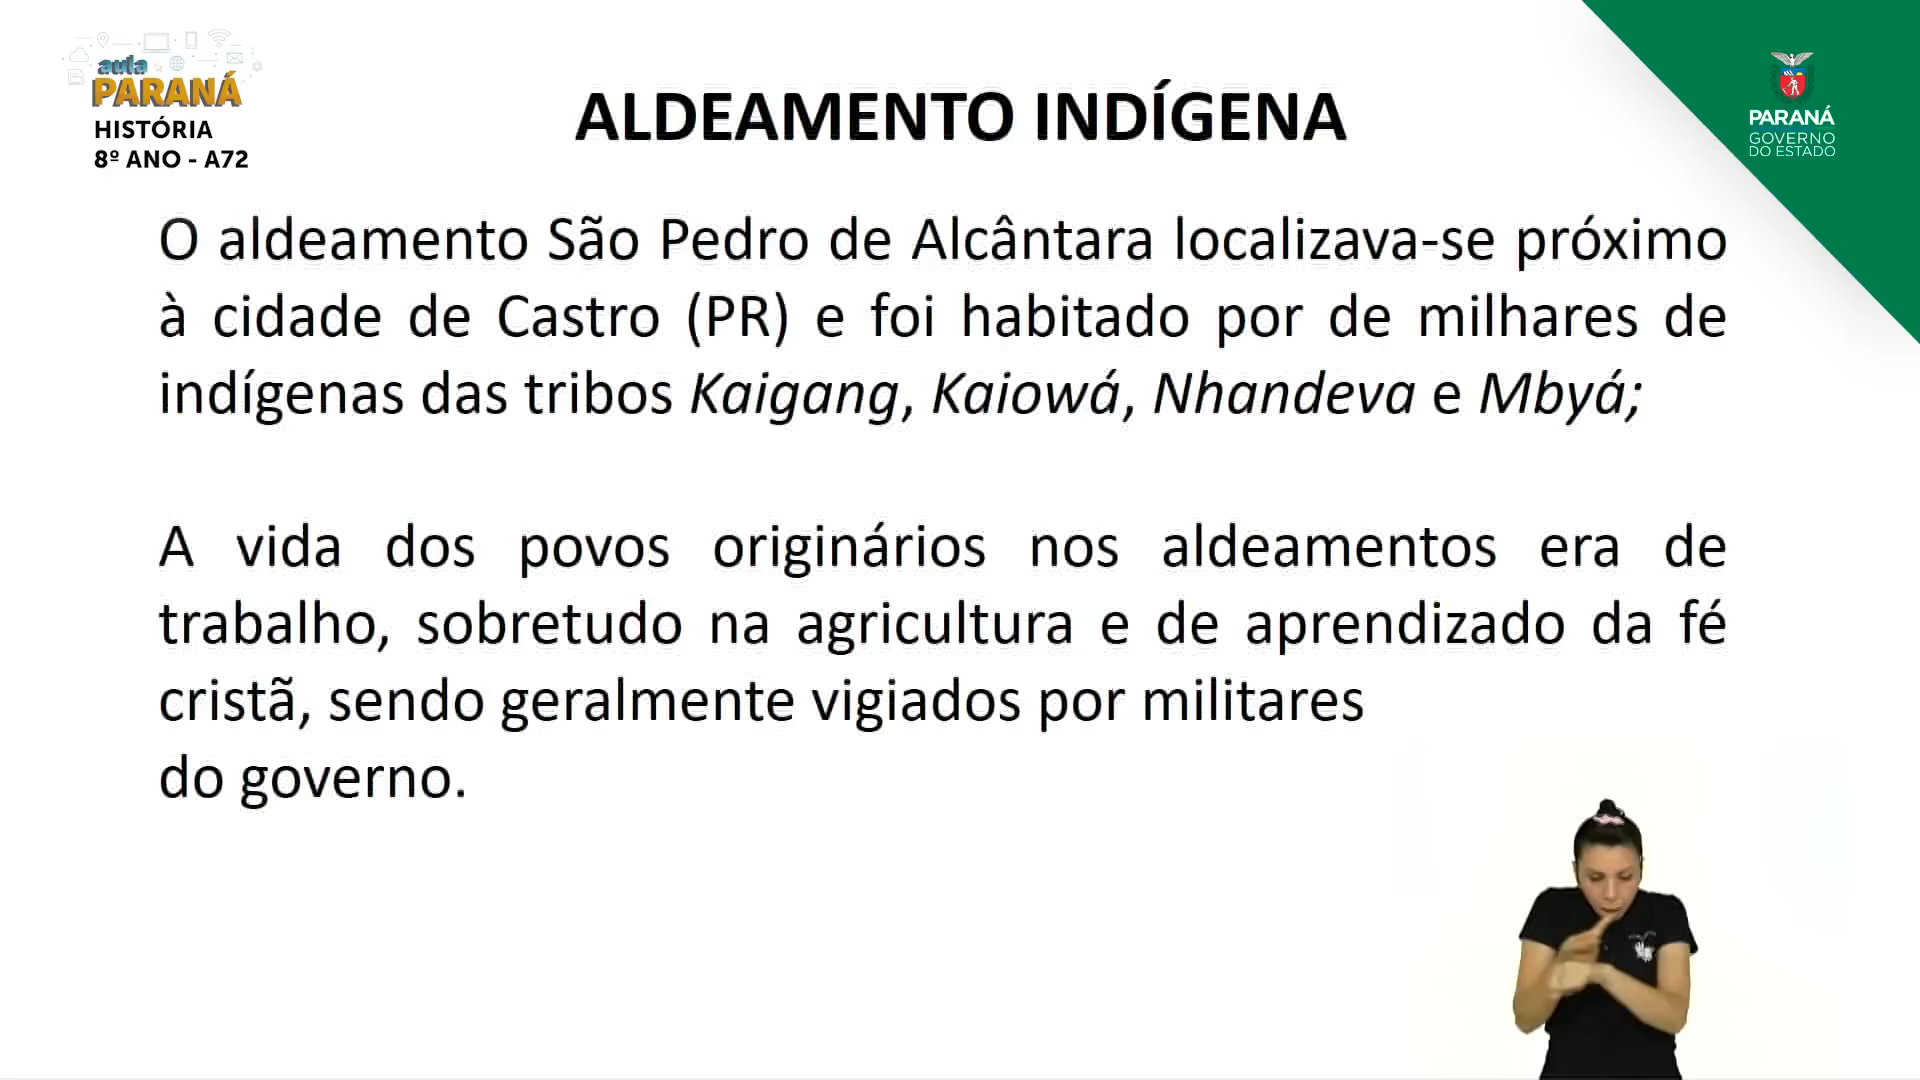 aula
PARANÁ
HISTÓRIA
8º ANO - A72
ALDEAMENTO INDÍGENA
PARANÁ
GOVERNO
DO ESTADO
O aldeamento São Pedro de Alcântara localizava-se próximo
à cidade de Castro (PR) e foi habitado por de milhares de
indígenas das tribos Kaigang, Kaiowá, Nhandeva e Mbyá;
A vida dos povos originários nos aldeamentos era de
trabalho, sobretudo na agricultura e de aprendizado da fé
cristã, sendo geralmente vigiados por militares
do governo.